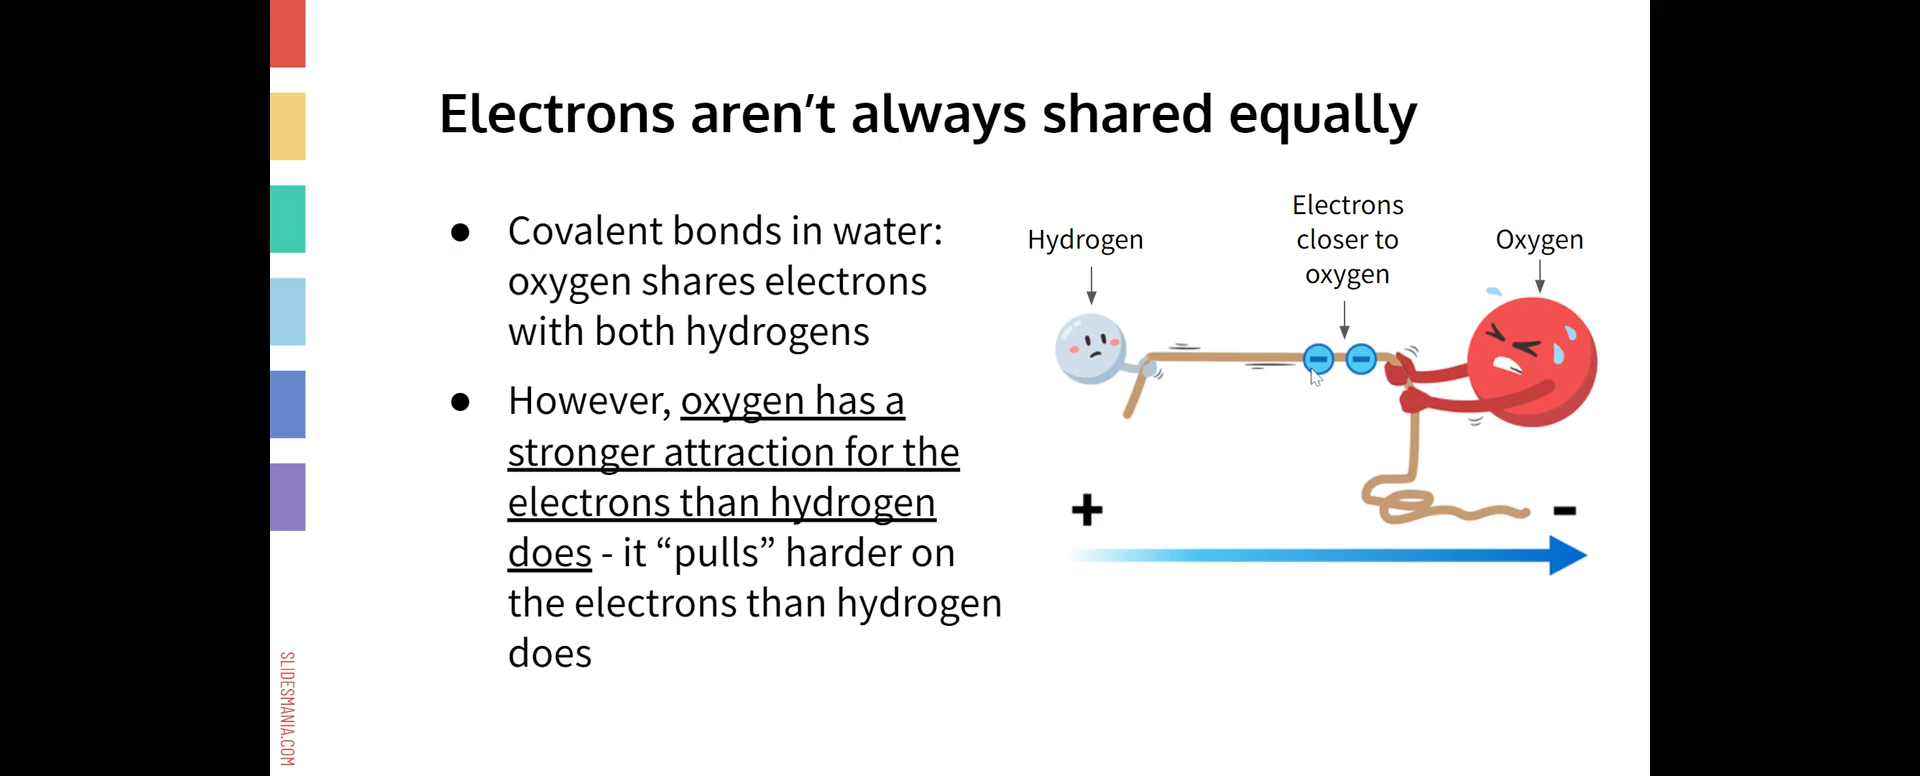 Electrons aren’t always shared equally
● Covalent bonds in water:
oxygen shares electrons
with both hydrogens
● However, oxygen has a
stronger attraction for the
electrons than hydrogen
does - it “pulls” harder on
the electrons than hydrogen
does
Hydrogen
Electrons
closer to
oxygen
Oxygen
+
-
SLIDESMANIA.COM